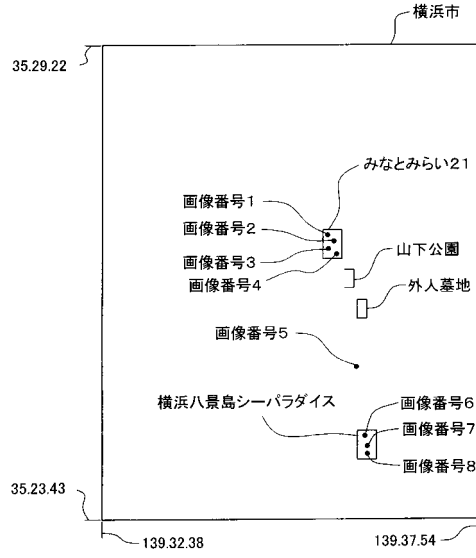 横浜市
35.29.22
みなとみらい21
画像番号1
画像番号2
画像番号3
画像番号4
山下公園
外人墓地
画像番号5
横浜八景島シーパラダイス
画像番号6
画像番号7
画像番号8
35.23.43
139.32.38
139.37.54